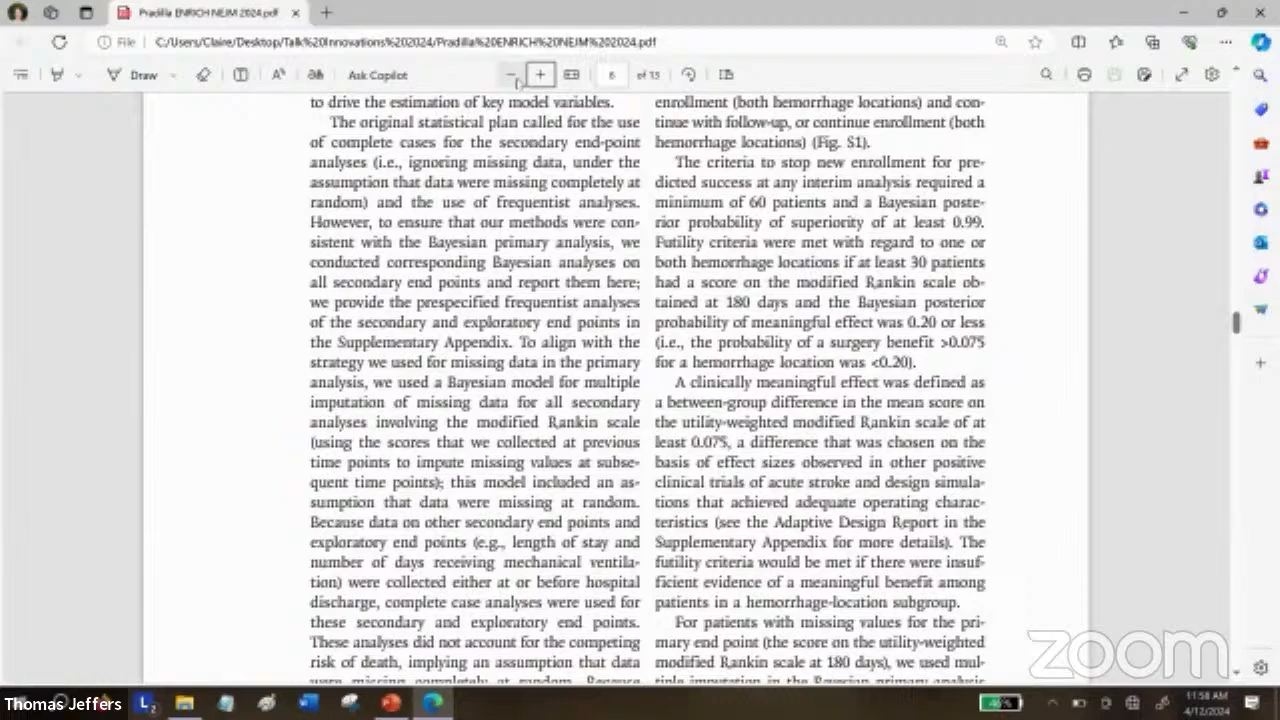 Pradilla ENRICH NEJM 2024.pdf
File
C:/Users/Claire/Desktop/Talk%20Innovations%202024/Pradilla%20ENRICH%20NEJM%202024.pdf
Draw
Ask Copilot
6 of 13
to drive the estimation of key model variables.
The original statistical plan called for the use
of complete cases for the secondary end-point
analyses (i.e., ignoring missing data, under the
assumption that data were missing completely at
random) and the use of frequentist analyses.
However, to ensure that our methods were con-
sistent with the Bayesian primary analysis, we
conducted corresponding Bayesian analyses on
all secondary end points and report them here;
we provide the prespecified frequentist analyses
of the secondary and exploratory end points in
the Supplementary Appendix. To align with the
strategy we used for missing data in the primary
analysis, we used a Bayesian model for multiple
imputation of missing data for all secondary
analyses involving the modified Rankin scale
(using the scores that we collected at previous
time points to impute missing values at subse-
quent time points); this model included an as-
sumption that data were missing at random.
Because data on other secondary end points and
exploratory end points (e.g., length of stay and
number of days receiving mechanical ventila-
tion) were collected either at or before hospital
discharge, complete case analyses were used for
these secondary and exploratory end points.
These analyses did not account for the competing
risk of death, implying an assumption that data
were missing completely at random. Because
enrollment (both hemorrhage locations) and con-
tinue with follow-up, or continue enrollment (both
hemorrhage locations) (Fig. S1).
The criteria to stop new enrollment for pre-
dicted success at any interim analysis required a
minimum of 60 patients and a Bayesian poste-
rior probability of superiority of at least 0.99.
Futility criteria were met with regard to one or
both hemorrhage locations if at least 30 patients
had a score on the modified Rankin scale ob-
tained at 180 days and the Bayesian posterior
probability of meaningful effect was 0.20 or less
(i.e., the probability of a surgery benefit >0.075
for a hemorrhage location was <0.20).
A clinically meaningful effect was defined as
a between-group difference in the mean score on
the utility-weighted modified Rankin scale of at
least 0.075, a difference that was chosen on the
basis of effect sizes observed in other positive
clinical trials of acute stroke and design simula-
tions that achieved adequate operating charac-
teristics (see the Adaptive Design Report in the
Supplementary Appendix for more details). The
futility criteria would be met if there were insuf-
ficient evidence of a meaningful benefit among
patients in a hemorrhage-location subgroup.
For patients with missing values for the pri-
mary end point (the score on the utility-weighted
modified Rankin scale at 180 days), we used mul-
tiple imputation in the Bayesian primary analysis
zoom
Thomas Jeffers
46%
11:58 AM
4/12/2024